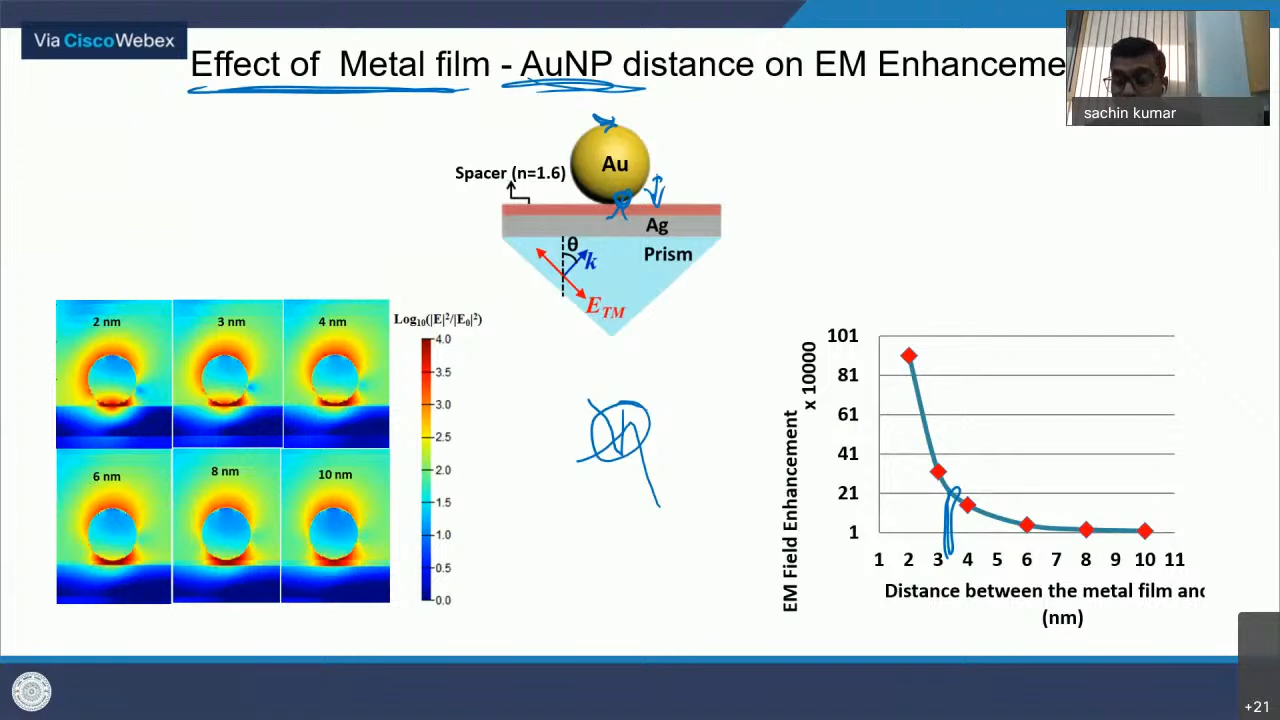 Via CiscoWebex
Effect of Metal film - AuNP distance on EM Enhanceme
sachin kumar
Au
Spacer (n=1.6)
Ag
θ
k
Prism
E_TM
2 nm
3 nm
4 nm
6 nm
8 nm
10 nm
Log₁₀(|E|²/|E₀|²)
4.0
3.5
3.0
2.5
2.0
1.5
1.0
0.5
0.0
EM Field Enhancement
x 10000
101
81
61
41
21
1
1 2 3 4 5 6 7 8 9 10 11
Distance between the metal film and
(nm)
+21